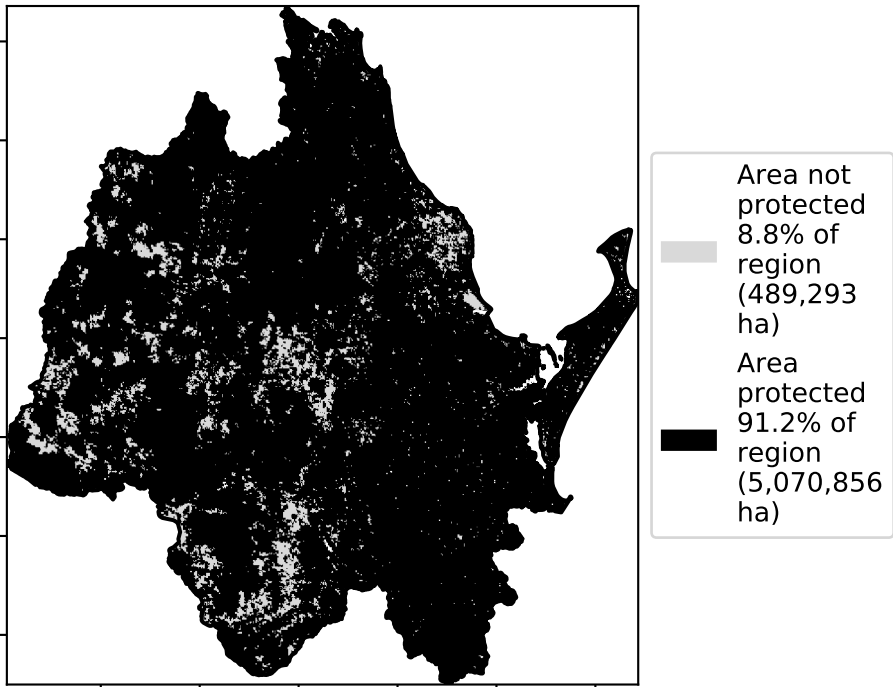 Area not
protected
8.8% of
region
(489,293
ha)
Area
protected
91.2% of
region
(5,070,856
ha)